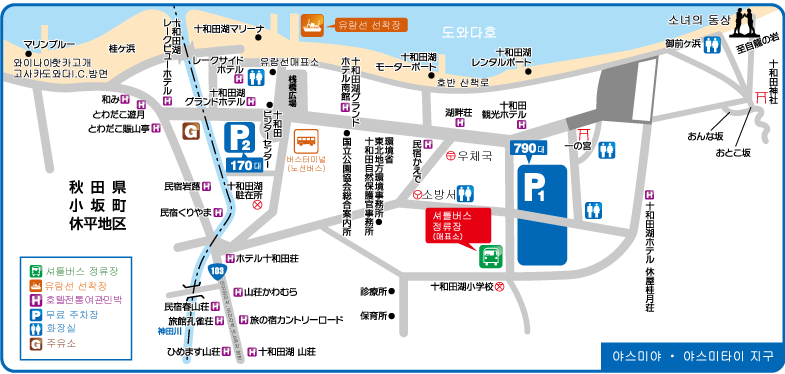 유람선 선착장
도와다호
소녀의 동상
至目籠の岩
御前ヶ浜
マリンブルー
桂ヶ浜
와이나이핫카고개
고사카도와다I.C.방면
十和田湖
レークビューホテル
十和田湖マリーナ
レークサイド
ホテル
유람선매표소
十和田湖グランド
ホテル南館
十和田湖
モーターボート
十和田湖
レンタルボート
호반 산책로
十和田神社
和み
とわだこ遊月
とわだこ賑山亭
十和田湖
グランドホテル
桟橋広場
湖畔荘
十和田
観光ホテル
おんな坂
おとこ坂
一の宮
G
P2
170대
十和田
ビジターセンター
버스터미널
(노선버스)
国立公園協会総合案内所
環境省
東北地方環境事務所
十和田自然保護官事務所
民宿かえで
우체국
790대
P1
소방서
秋田県
小坂町
休平地区
民宿岩館
民宿くりやま
十和田湖
駐在所
셔틀버스
정류장
(매표소)
十和田湖ホテル 休屋桂月荘
ホテル十和田荘
103
山荘かわむら
民宿春山荘
旅館孔雀荘
旅の宿カントリーロード
神田川
ひめます山荘
十和田湖 山荘
診療所
保育所
十和田湖小学校
셔틀버스 정류장
유람선 선착장
H 호텔전통여관민박
P 무료 주차장
화장실
G 주유소
야스미야 · 야스미타이 지구